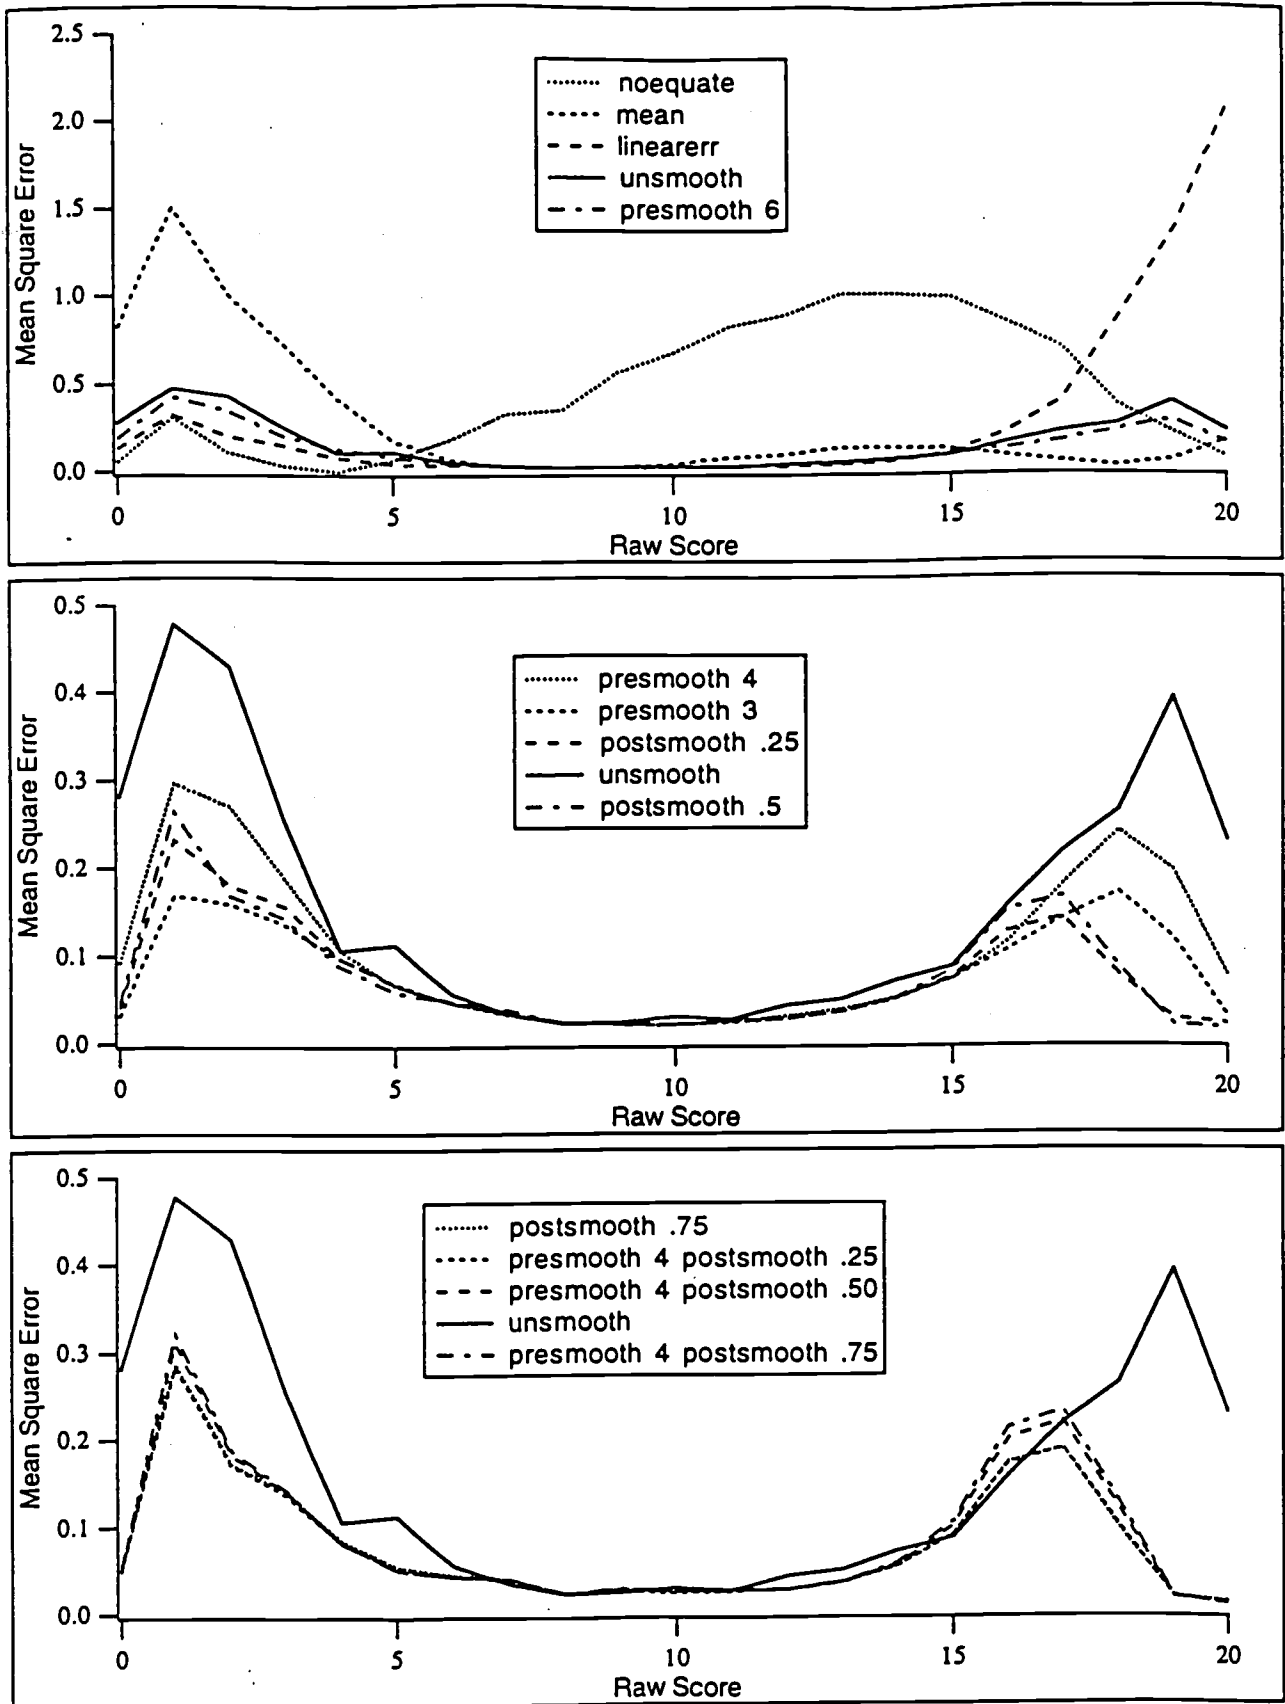 2.5
2.0
1.5
1.0
0.5
0.0
Mean Square Error
noequate
mean
linearerr
unsmooth
presmooth 6
0 5 10 15 20
Raw Score
0.5
0.4
0.3
0.2
0.1
0.0
Mean Square Error
presmooth 4
presmooth 3
postsmooth .25
unsmooth
postsmooth .5
0 5 10 15 20
Raw Score
0.5
0.4
0.3
0.2
0.1
0.0
Mean Square Error
postsmooth .75
presmooth 4 postsmooth .25
presmooth 4 postsmooth .50
unsmooth
presmooth 4 postsmooth .75
0 5 10 15 20
Raw Score